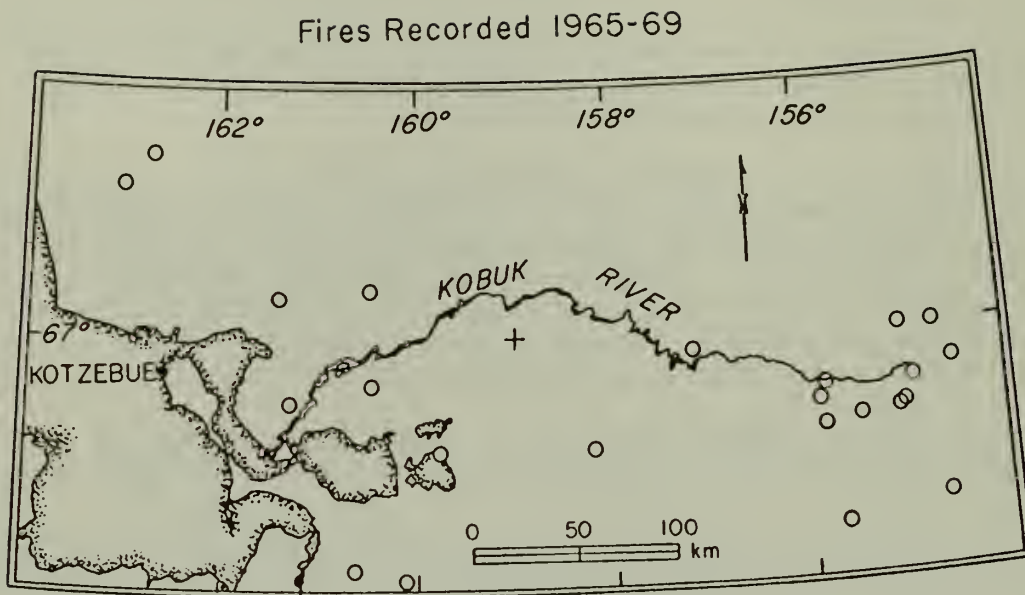 Fires Recorded 1965-69
162° 160° 158° 156°
KOBUK RIVER
67°
KOTZEBUE
0 50 100
km